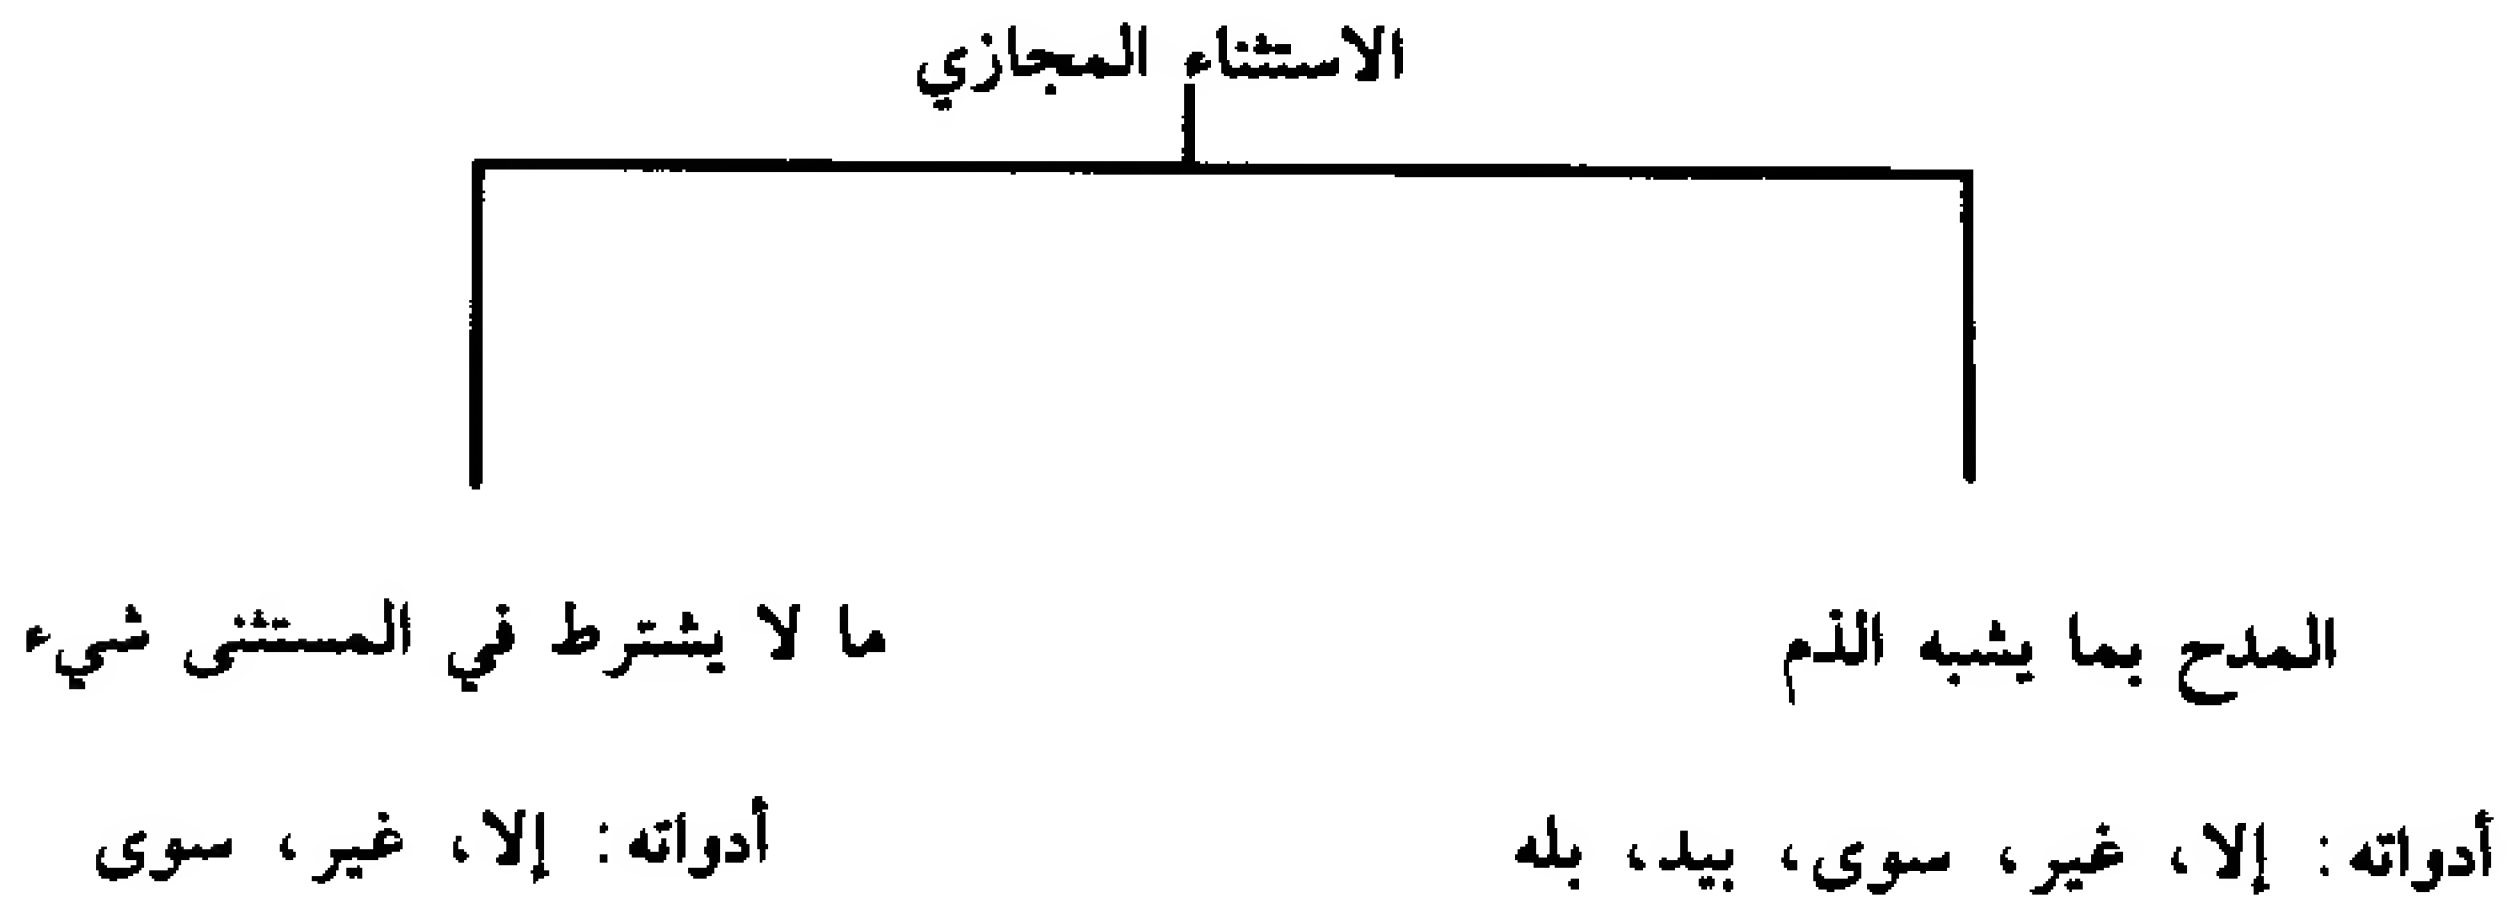 الاستثناء المجازي
المدح بما يشبه الذم
أدواته: إلا، غير، سوى، بيد، بله
ما لا يشترط في المستثنى شيء
أدواته: إلا، غير، سوى